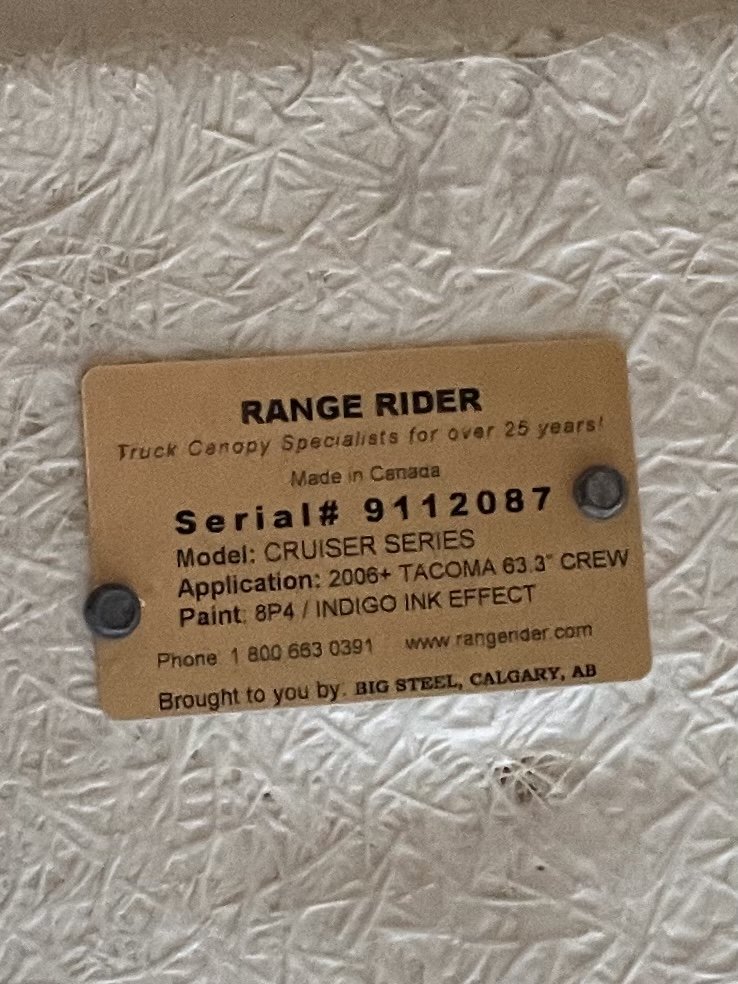 RANGE RIDER
Truck Canopy Specialists for over 25 years!
Made in Canada
Serial# 9112087
Model: CRUISER SERIES
Application: 2006+ TACOMA 63.3" CREW
Paint: 8P4 / INDIGO INK EFFECT
Phone 1 800 663 0391 www.rangerider.com
Brought to you by: BIG STEEL, CALGARY, AB